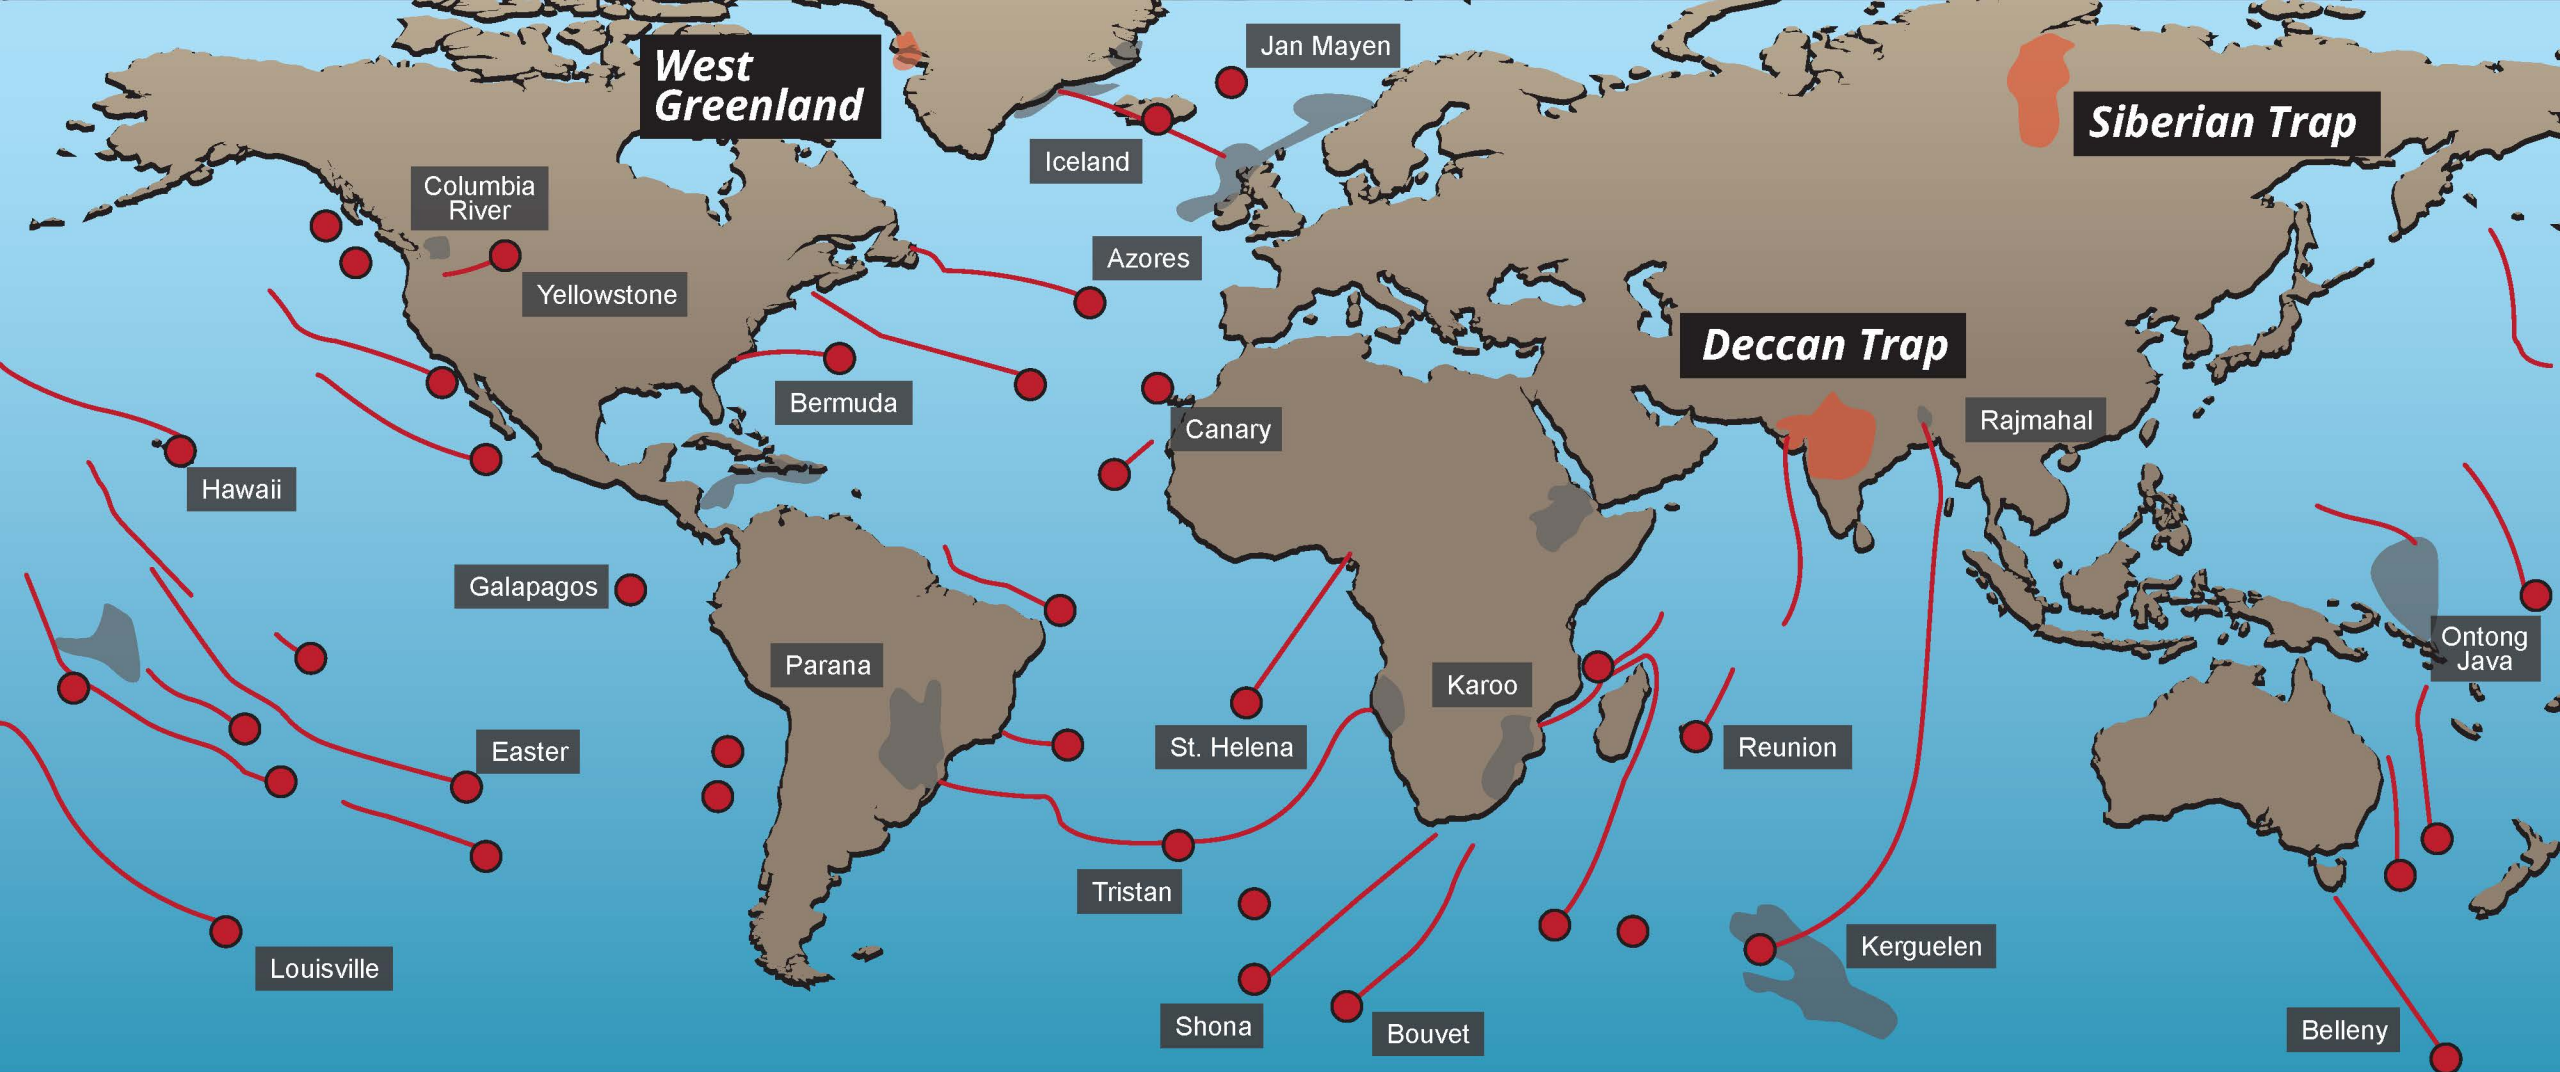 West
Greenland
Jan Mayen
Siberian Trap
Iceland
Columbia
River
Azores
Yellowstone
Deccan Trap
Bermuda
Canary
Rajmahal
Hawaii
Galapagos
Parana
Karoo
Ontong
Java
Easter
St. Helena
Reunion
Tristan
Louisville
Kerguelen
Shona
Bouvet
Belleny